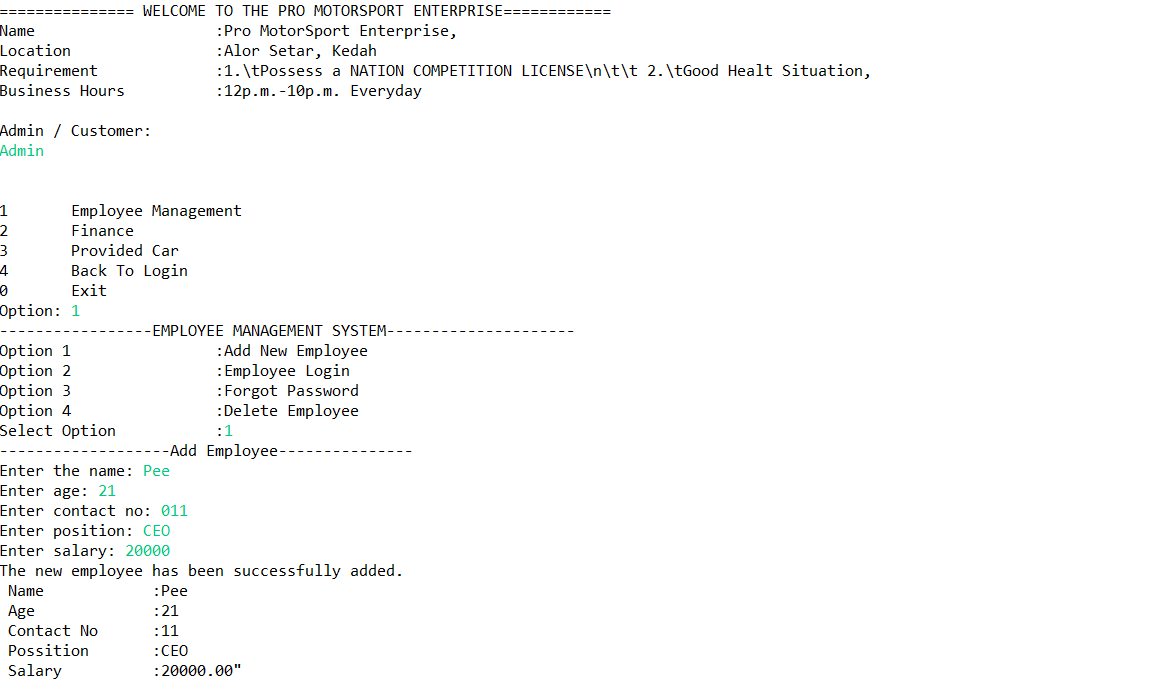 =============== WELCOME TO THE PRO MOTORSPORT ENTERPRISE============
Name :Pro MotorSport Enterprise,
Location :Alor Setar, Kedah
Requirement :1.\tPossess a NATION COMPETITION LICENSE\n\t\t 2.\tGood Healt Situation,
Business Hours :12p.m.-10p.m. Everyday
Admin / Customer:
Admin
1 Employee Management
2 Finance
3 Provided Car
4 Back To Login
0 Exit
Option: 1
-----------------EMPLOYEE MANAGEMENT SYSTEM---------------------
Option 1 :Add New Employee
Option 2 :Employee Login
Option 3 :Forgot Password
Option 4 :Delete Employee
Select Option :1
-------------------Add Employee---------------
Enter the name: Pee
Enter age: 21
Enter contact no: 011
Enter position: CEO
Enter salary: 20000
The new employee has been successfully added.
Name :Pee
Age :21
Contact No :11
Possition :CEO
Salary :20000.00"